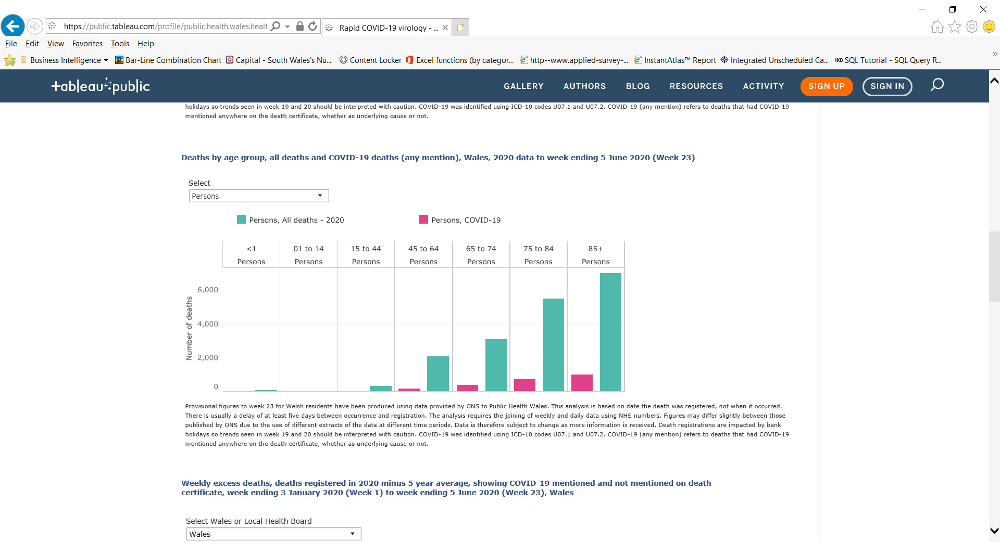 https://public.tableau.com/profile/public.health.wales.healt
Rapid COVID-19 virology - ...
File Edit View Favorites Tools Help
Business Intelligence Bar-Line Combination Chart Capital - South Wales's Nu... Content Locker Excel functions (by categor... http--www.applied-survey-... InstantAtlas™ Report Integrated Unscheduled Ca... 1KD SQL Tutorial - SQL Query R...
tableau public GALLERY AUTHORS BLOG RESOURCES ACTIVITY SIGN UP SIGN IN
holidays so trends seen in week 19 and 20 should be interpreted with caution. COVID-19 was identified using ICD-10 codes U07.1 and U07.2. COVID-19 (any mention) refers to deaths that had COVID-19
mentioned anywhere on the death certificate, whether as underlying cause or not.
Deaths by age group, all deaths and COVID-19 deaths (any mention), Wales, 2020 data to week ending 5 June 2020 (Week 23)
Select
Persons
Persons, All deaths - 2020 Persons, COVID-19
<1 01 to 14 15 to 44 45 to 64 65 to 74 75 to 84 85+
Persons Persons Persons Persons Persons Persons Persons
Number of deaths
6,000
4,000
2,000
0
Provisional figures to week 23 for Welsh residents have been produced using data provided by ONS to Public Health Wales. This analysis is based on date the death was registered, not when it occurred.
There is usually a delay of at least five days between occurrence and registration. The analysis requires the joining of weekly and daily data using NHS numbers. Figures may differ slightly between those
published by ONS due to the use of different extracts of the data at different time periods. Data is therefore subject to change as more information is received. Death registrations are impacted by bank
holidays so trends seen in week 19 and 20 should be interpreted with caution. COVID-19 was identified using ICD-10 codes U07.1 and U07.2. COVID-19 (any mention) refers to deaths that had COVID-19
mentioned anywhere on the death certificate, whether as underlying cause or not.
Weekly excess deaths, deaths registered in 2020 minus 5 year average, showing COVID-19 mentioned and not mentioned on death
certificate, week ending 3 January 2020 (Week 1) to week ending 5 June 2020 (Week 23), Wales
Select Wales or Local Health Board
Wales